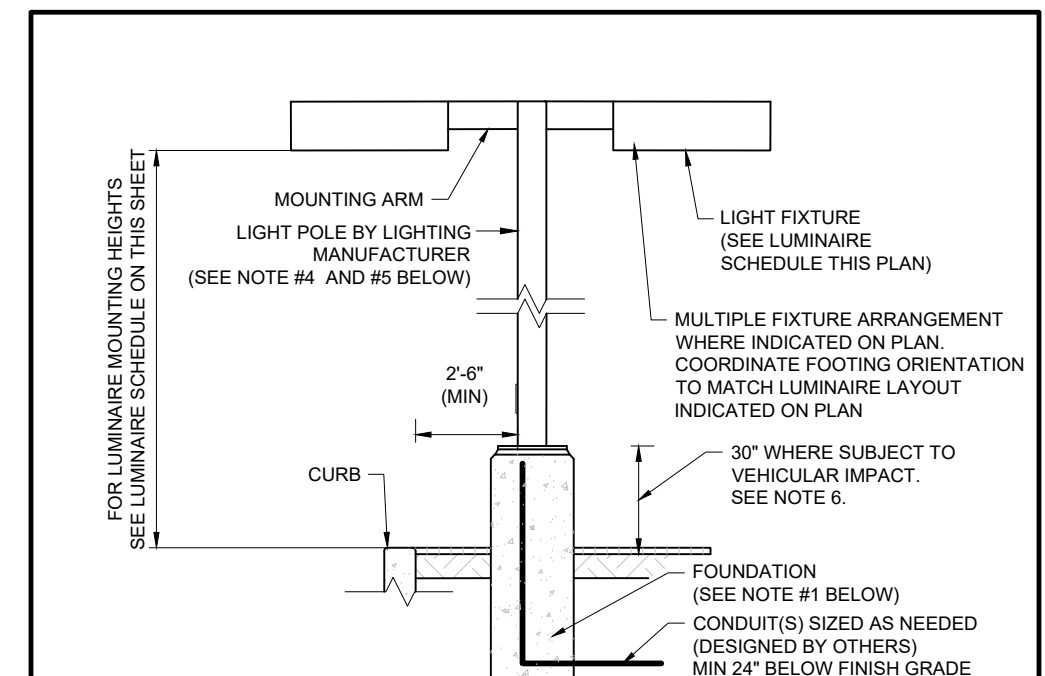 FOR LUMINAIRE MOUNTING HEIGHTS
SEE LUMINAIRE SCHEDULE ON THIS SHEET
MOUNTING ARM
LIGHT POLE BY LIGHTING
MANUFACTURER
(SEE NOTE #4 AND #5 BELOW)
LIGHT FIXTURE
(SEE LUMINAIRE
SCHEDULE THIS PLAN)
MULTIPLE FIXTURE ARRANGEMENT
WHERE INDICATED ON PLAN.
COORDINATE FOOTING ORIENTATION
TO MATCH LUMINAIRE LAYOUT
INDICATED ON PLAN
2'-6"
(MIN)
CURB
30" WHERE SUBJECT TO
VEHICULAR IMPACT.
SEE NOTE 6.
FOUNDATION
(SEE NOTE #1 BELOW)
CONDUIT(S) SIZED AS NEEDED
(DESIGNED BY OTHERS)
MIN 24" BELOW FINISH GRADE